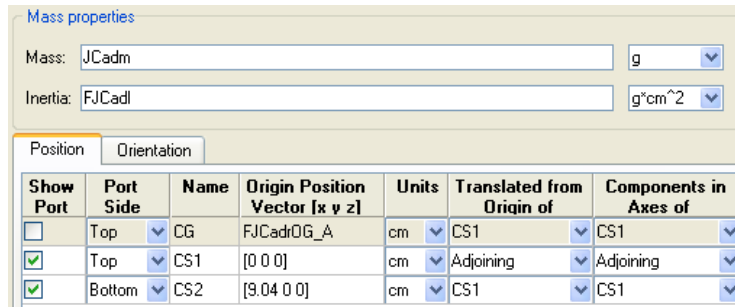 Mass properties
Mass: JCadm g
Inertia: FJCadI g*cm^2
Position Orientation
Show Port Port Side Name Origin Position Vector [x y z] Units Translated from Origin of Components in Axes of
Top CG FJCadrOG_A cm CS1 CS1
Top CS1 [0 0 0] cm Adjoining Adjoining
Bottom CS2 [9.04 0 0] cm CS1 CS1